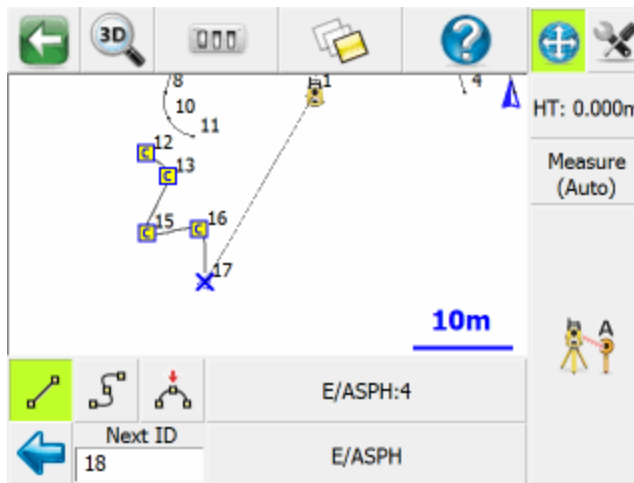 3D
HT: 0.000m
Measure
(Auto)
8
1
4
10
11
12
13
15
16
17
10m
A
E/ASPH:4
Next ID
18
E/ASPH